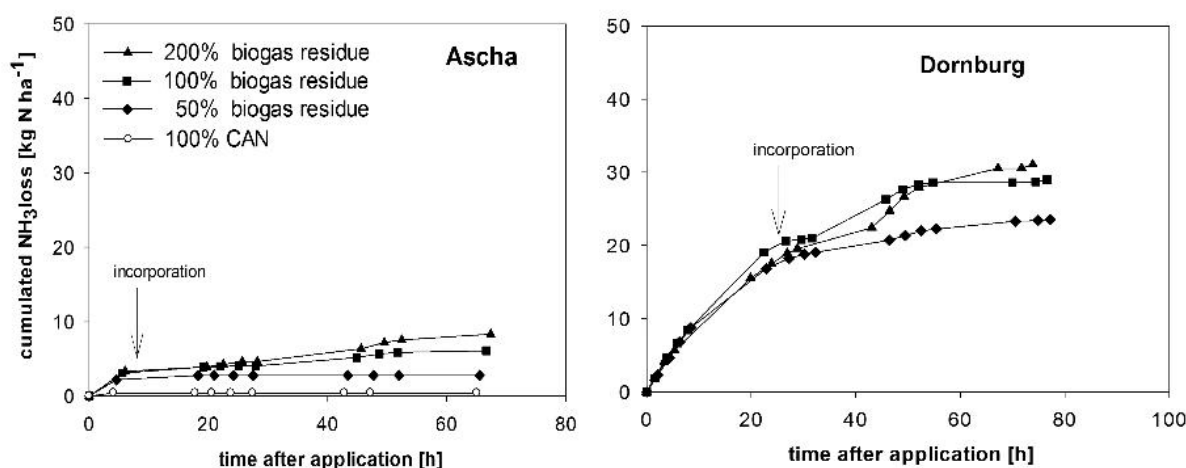 cumulated NH₃loss [kg N ha⁻¹]
50
40
30
20
10
0
200% biogas residue
100% biogas residue
50% biogas residue
100% CAN
Ascha
incorporation
0
20
40
60
80
time after application [h]
50
40
30
20
10
0
Dornburg
incorporation
0
20
40
60
80
100
time after application [h]